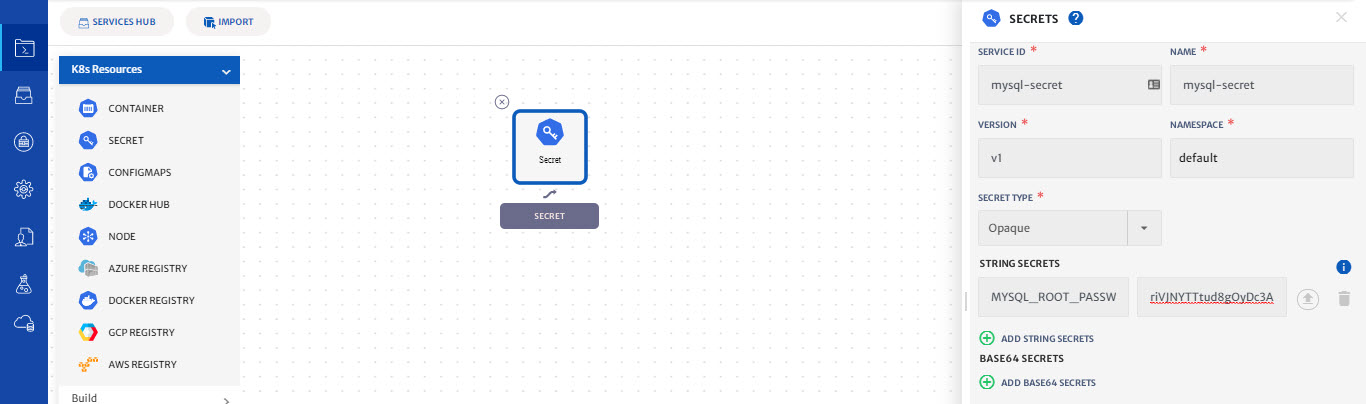 SERVICES HUB
IMPORT
K8s Resources
CONTAINER
SECRET
CONFIGMAPS
DOCKER HUB
NODE
AZURE REGISTRY
DOCKER REGISTRY
GCP REGISTRY
AWS REGISTRY
Build
Secret
SECRET
SECRETS ?
SERVICE ID * NAME *
mysql-secret mysql-secret
VERSION * NAMESPACE *
v1 default
SECRET TYPE *
Opaque
STRING SECRETS
MYSQL_ROOT_PASSW riVJNYTTtud8gOyDc3A
ADD STRING SECRETS
BASE64 SECRETS
ADD BASE64 SECRETS